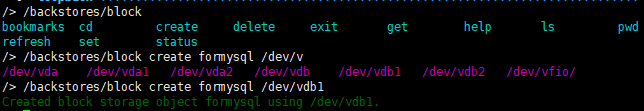 /> /backstores/block
bookmarks cd create delete exit get help ls pwd
refresh set status
/> /backstores/block create formysql /dev/v
/dev/vda /dev/vda1 /dev/vda2 /dev/vdb /dev/vdb1 /dev/vdb2 /dev/vfio/
/> /backstores/block create formysql /dev/vdb1
Created block storage object formysql using /dev/vdb1.